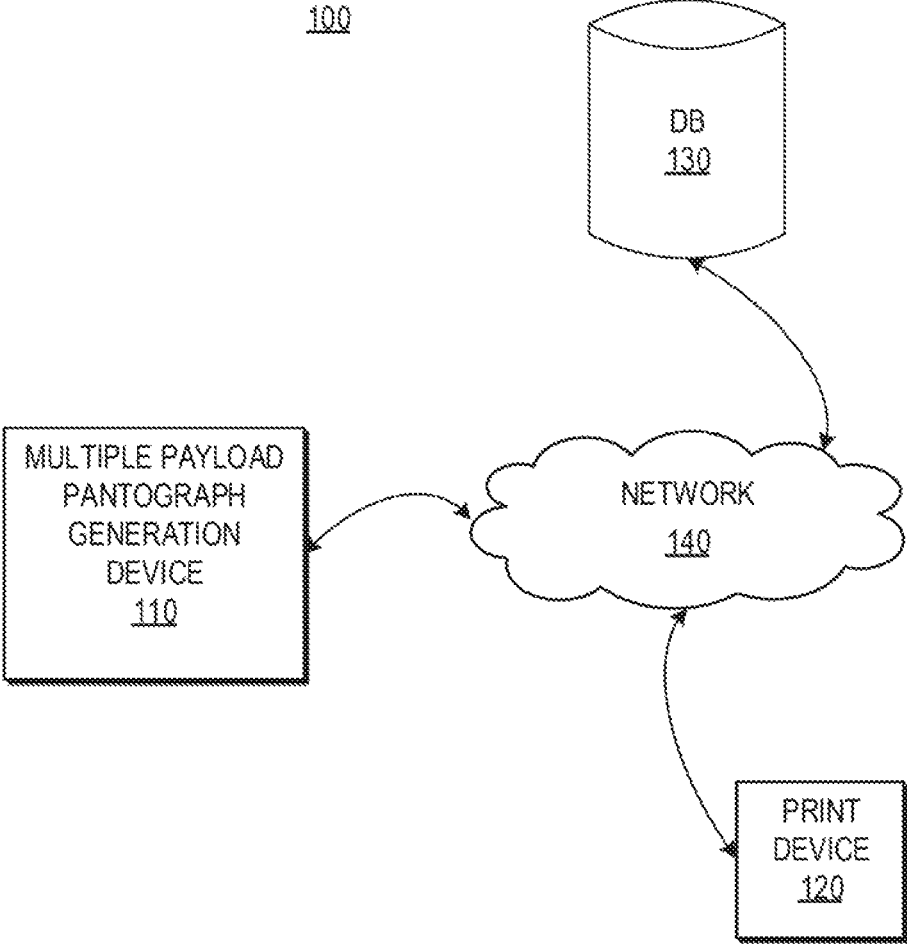 100
DB
130
MULTIPLE PAYLOAD
PANTOGRAPH
GENERATION
DEVICE
110
NETWORK
140
PRINT
DEVICE
120